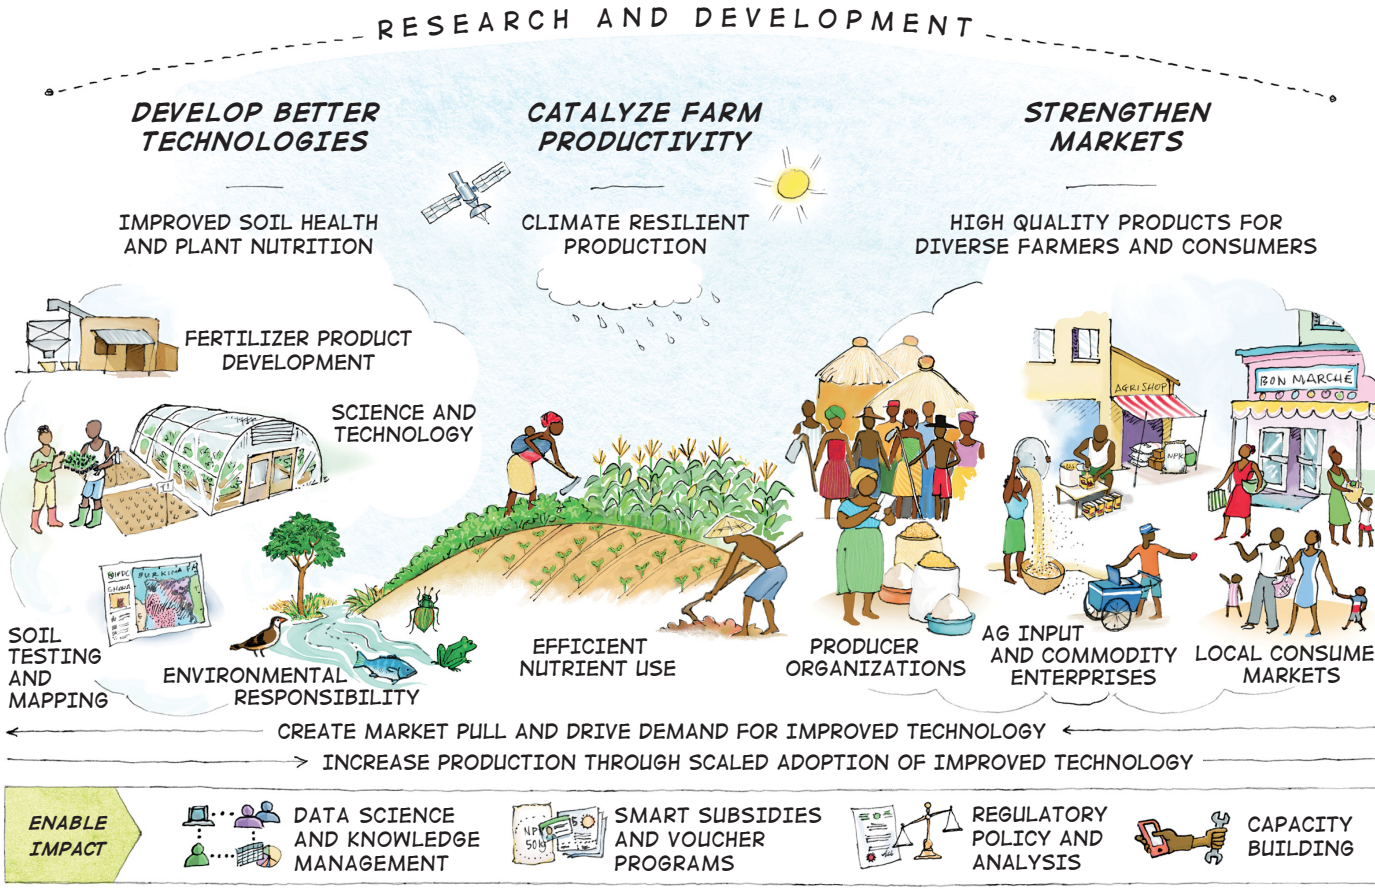 RESEARCH AND DEVELOPMENT
DEVELOP BETTER
TECHNOLOGIES
IMPROVED SOIL HEALTH
AND PLANT NUTRITION
CATALYZE FARM
PRODUCTIVITY
CLIMATE RESILIENT
PRODUCTION
STRENGTHEN
MARKETS
HIGH QUALITY PRODUCTS FOR
DIVERSE FARMERS AND CONSUMERS
FERTILIZER PRODUCT
DEVELOPMENT
SCIENCE AND
TECHNOLOGY
AGRISHOP
NPK
BON MARCHÉ
IFDC
BURKINA
SOIL
TESTING
AND
MAPPING
ENVIRONMENTAL
RESPONSIBILITY
EFFICIENT
NUTRIENT USE
PRODUCER
ORGANIZATIONS
AG INPUT
AND COMMODITY
ENTERPRISES
LOCAL CONSUME
MARKETS
CREATE MARKET PULL AND DRIVE DEMAND FOR IMPROVED TECHNOLOGY
INCREASE PRODUCTION THROUGH SCALED ADOPTION OF IMPROVED TECHNOLOGY
ENABLE
IMPACT
DATA SCIENCE
AND KNOWLEDGE
MANAGEMENT
NPK
SMART SUBSIDIES
AND VOUCHER
PROGRAMS
REGULATORY
POLICY AND
ANALYSIS
CAPACITY
BUILDING